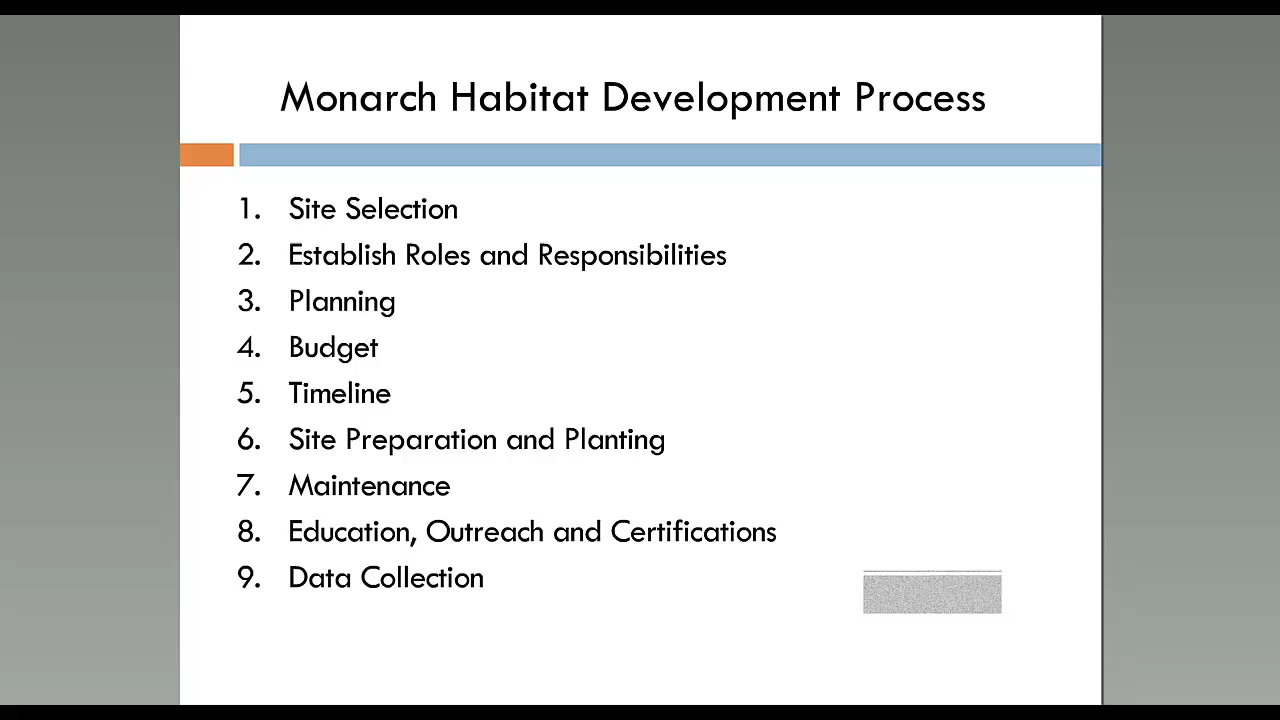 Monarch Habitat Development Process
1. Site Selection
2. Establish Roles and Responsibilities
3. Planning
4. Budget
5. Timeline
6. Site Preparation and Planting
7. Maintenance
8. Education, Outreach and Certifications
9. Data Collection